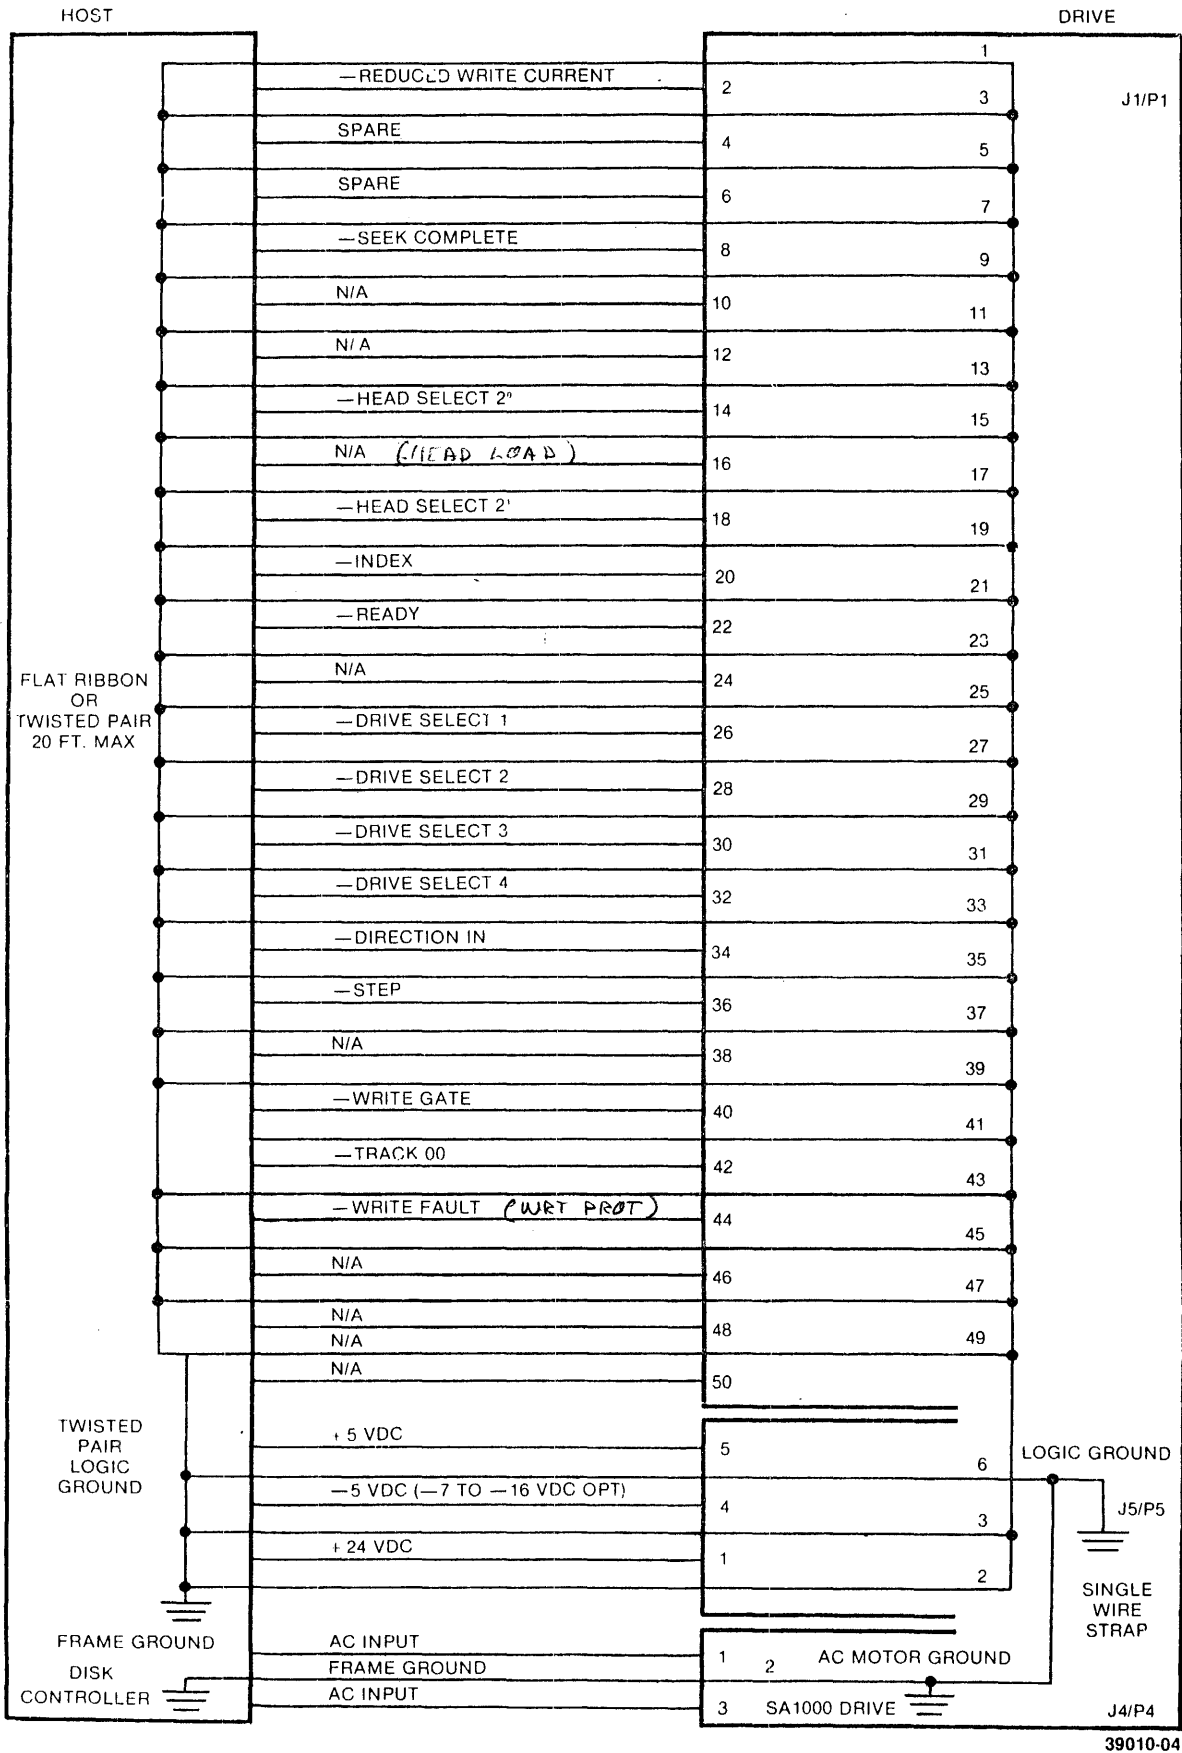 HOST
DRIVE
1
—REDUCED WRITE CURRENT
2
3
J1/P1
SPARE
4
5
SPARE
6
7
—SEEK COMPLETE
8
9
N/A
10
11
N/A
12
13
—HEAD SELECT 2⁰
14
15
N/A (HEAD LOAD)
16
17
—HEAD SELECT 2¹
18
19
—INDEX
20
21
—READY
22
23
N/A
24
25
FLAT RIBBON
OR
TWISTED PAIR
20 FT. MAX
—DRIVE SELECT 1
26
27
—DRIVE SELECT 2
28
29
—DRIVE SELECT 3
30
31
—DRIVE SELECT 4
32
33
—DIRECTION IN
34
35
—STEP
36
37
N/A
38
39
—WRITE GATE
40
41
—TRACK 00
42
43
—WRITE FAULT (WRT PROT)
44
45
N/A
46
47
N/A
48
N/A
49
N/A
50
TWISTED
PAIR
LOGIC
GROUND
+ 5 VDC
5
6
LOGIC GROUND
—5 VDC (—7 TO —16 VDC OPT)
4
3
J5/P5
+ 24 VDC
1
2
SINGLE
WIRE
STRAP
FRAME GROUND
AC INPUT
1
FRAME GROUND
2
AC MOTOR GROUND
DISK
CONTROLLER
AC INPUT
3
SA1000 DRIVE
J4/P4
39010-04